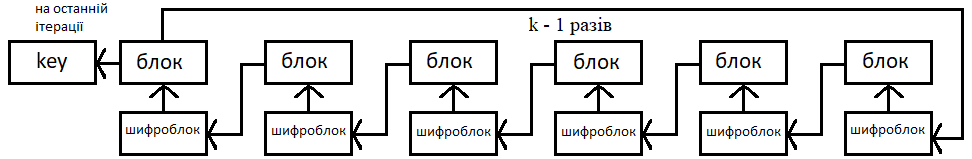 на останній
ітерації
k - 1 разів
key
блок
блок
блок
блок
блок
блок
шифроблок
шифроблок
шифроблок
шифроблок
шифроблок
шифроблок